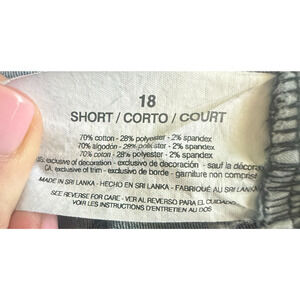 18
SHORT / CORTO / COURT
70% cotton - 28% polyester - 2% spandex
70% algodón - 28% polyester - 2% spandex
70% coton - 28% polyester - 2% spandex
exclusive of decoration - exclusivo de decoración - sauf la décorat
CA, exclusive of trim - exclusivo de borde - garniture non comprise
MADE IN SRI LANKA - HECHO EN SRI LANKA - FABRIQUÉ AU SRI LANKA
SEE REVERSE FOR CARE - VER AL REVERSO PARA EL CUIDADO
VOIR LES INSTRUCTIONS D'ENTRETIEN AU DOS